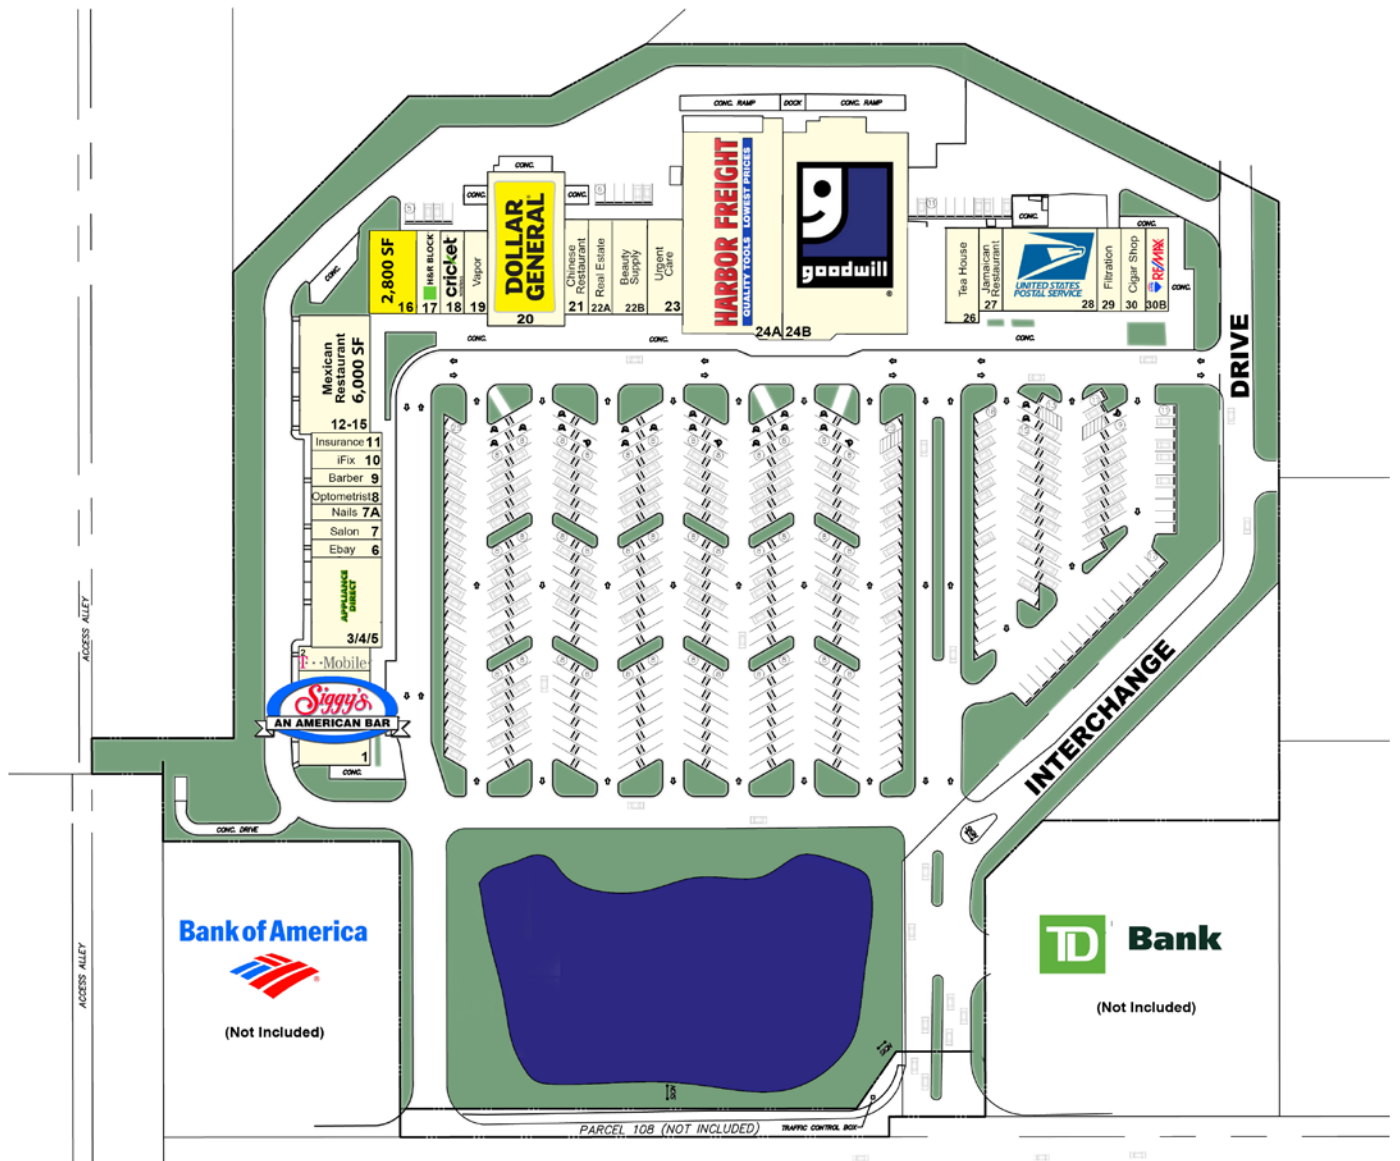 CONC. RAMP
DOCK
CONC. RAMP
CONC.
CONC.
CONC.
CONC.
CONC.
CONC.
CONC.
2,800 SF
16
H&R BLOCK
17
cricket
18
Vapor
19
DOLLAR
GENERAL
20
Chinese
Restaurant
21
Real Estate
22A
Beauty
Supply
22B
Urgent
Care
23
HARBOR FREIGHT
QUALITY TOOLS LOWEST PRICES
24A
goodwill
24B
Tea House
26
Jamaican
Restaurant
27
UNITED STATES
POSTAL SERVICE
28
Filtration
29
Cigar Shop
30
RE/MAX
30B
CONC.
CONC.
CONC.
Mexican
Restaurant
6,000 SF
12-15
Insurance 11
iFix 10
Barber 9
Optometrist 8
Nails 7A
Salon 7
Ebay 6
APPLIANCE
DIRECT
3/4/5
2
T··Mobile
Siggy's
AN AMERICAN BAR
1
CONC.
CONC. DRIVE
ACCESS ALLEY
ACCESS ALLEY
INTERCHANGE
DRIVE
Bank of America
(Not Included)
TD Bank
(Not Included)
SIGN
PARCEL 108 (NOT INCLUDED)
TRAFFIC CONTROL BOX